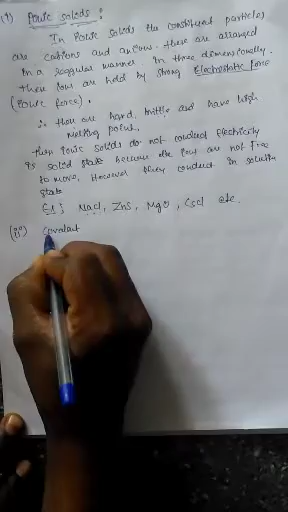 (i) Ionic solids :
In Ionic solids the constituent particles
are cations and anions. these are arranged
in a regular manner. in three dimensionally.
these ions are held by strong Electrostatic force
(Ionic force).
∴ they are hard, brittle and have high
melting point.
these Ionic solids do not conduct Electricity
in solid state because the ions are not free
to move. However they conduct in solution
state
Ex } NaCl, ZnS, MgO, CsCl etc.
(ii) Covalent